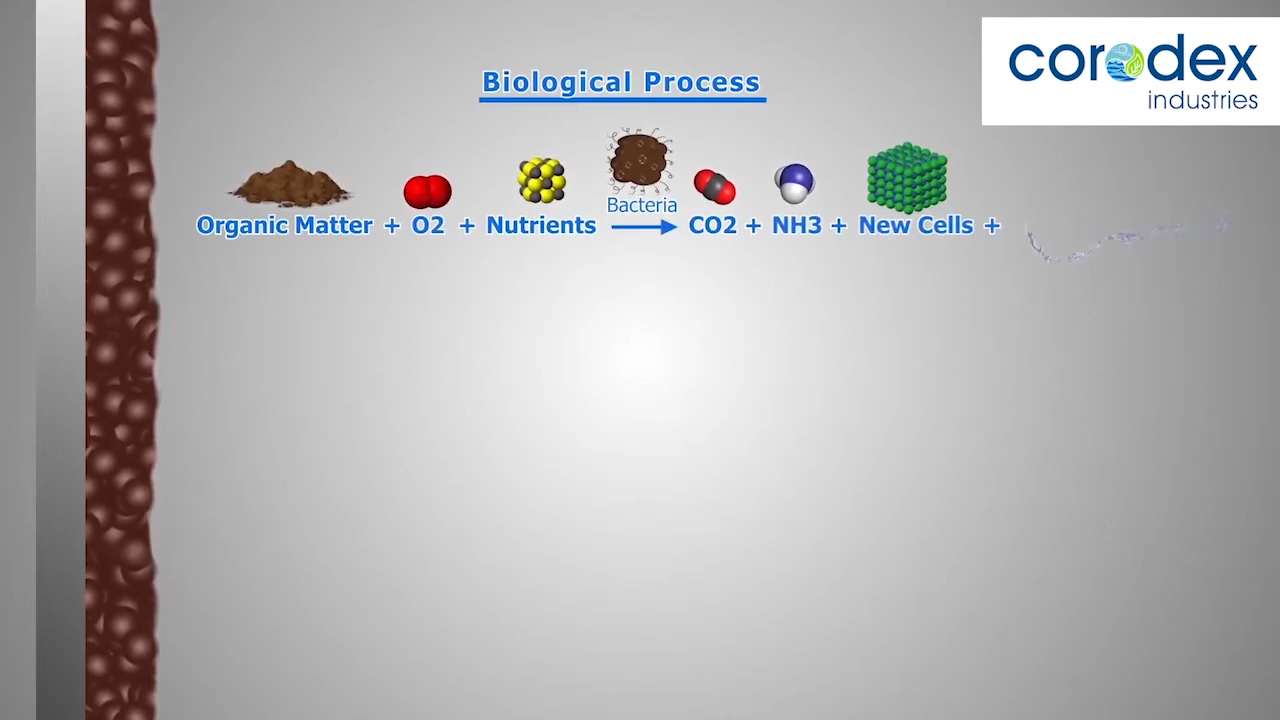 corodex
industries
Biological Process
Bacteria
Organic Matter + O2 + Nutrients → CO2 + NH3 + New Cells +